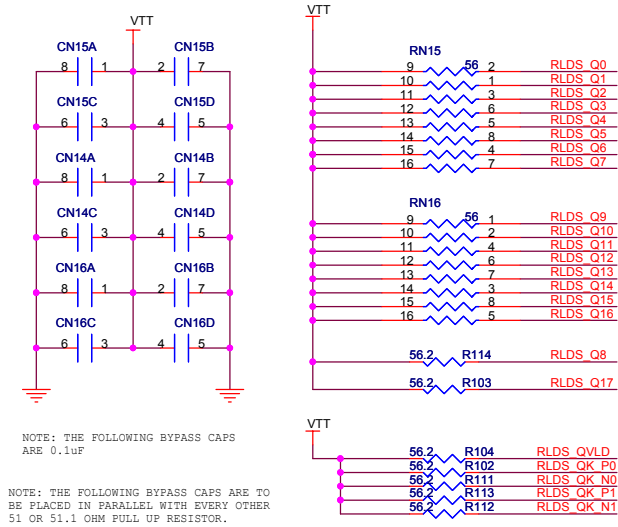 VTT
CN15A CN15B
8 1 2 7
CN15C CN15D
6 3 4 5
CN14A CN14B
8 1 2 7
CN14C CN14D
6 3 4 5
CN16A CN16B
8 1 2 7
CN16C CN16D
6 3 4 5
NOTE: THE FOLLOWING BYPASS CAPS
ARE 0.1uF
NOTE: THE FOLLOWING BYPASS CAPS ARE TO
BE PLACED IN PARALLEL WITH EVERY OTHER
51 OR 51.1 OHM PULL UP RESISTOR.
VTT
RN15
9 56 2 RLDS_Q0
10 1 RLDS_Q1
11 3 RLDS_Q2
12 6 RLDS_Q3
13 5 RLDS_Q4
14 8 RLDS_Q5
15 4 RLDS_Q6
16 7 RLDS_Q7
RN16
9 56 1 RLDS_Q9
10 2 RLDS_Q10
11 4 RLDS_Q11
12 6 RLDS_Q12
13 7 RLDS_Q13
14 3 RLDS_Q14
15 8 RLDS_Q15
16 5 RLDS_Q16
56.2 R114 RLDS_Q8
56.2 R103 RLDS_Q17
VTT
56.2 R104 RLDS_QVLD
56.2 R102 RLDS_QK_P0
56.2 R111 RLDS_QK_N0
56.2 R113 RLDS_QK_P1
56.2 R112 RLDS_QK_N1